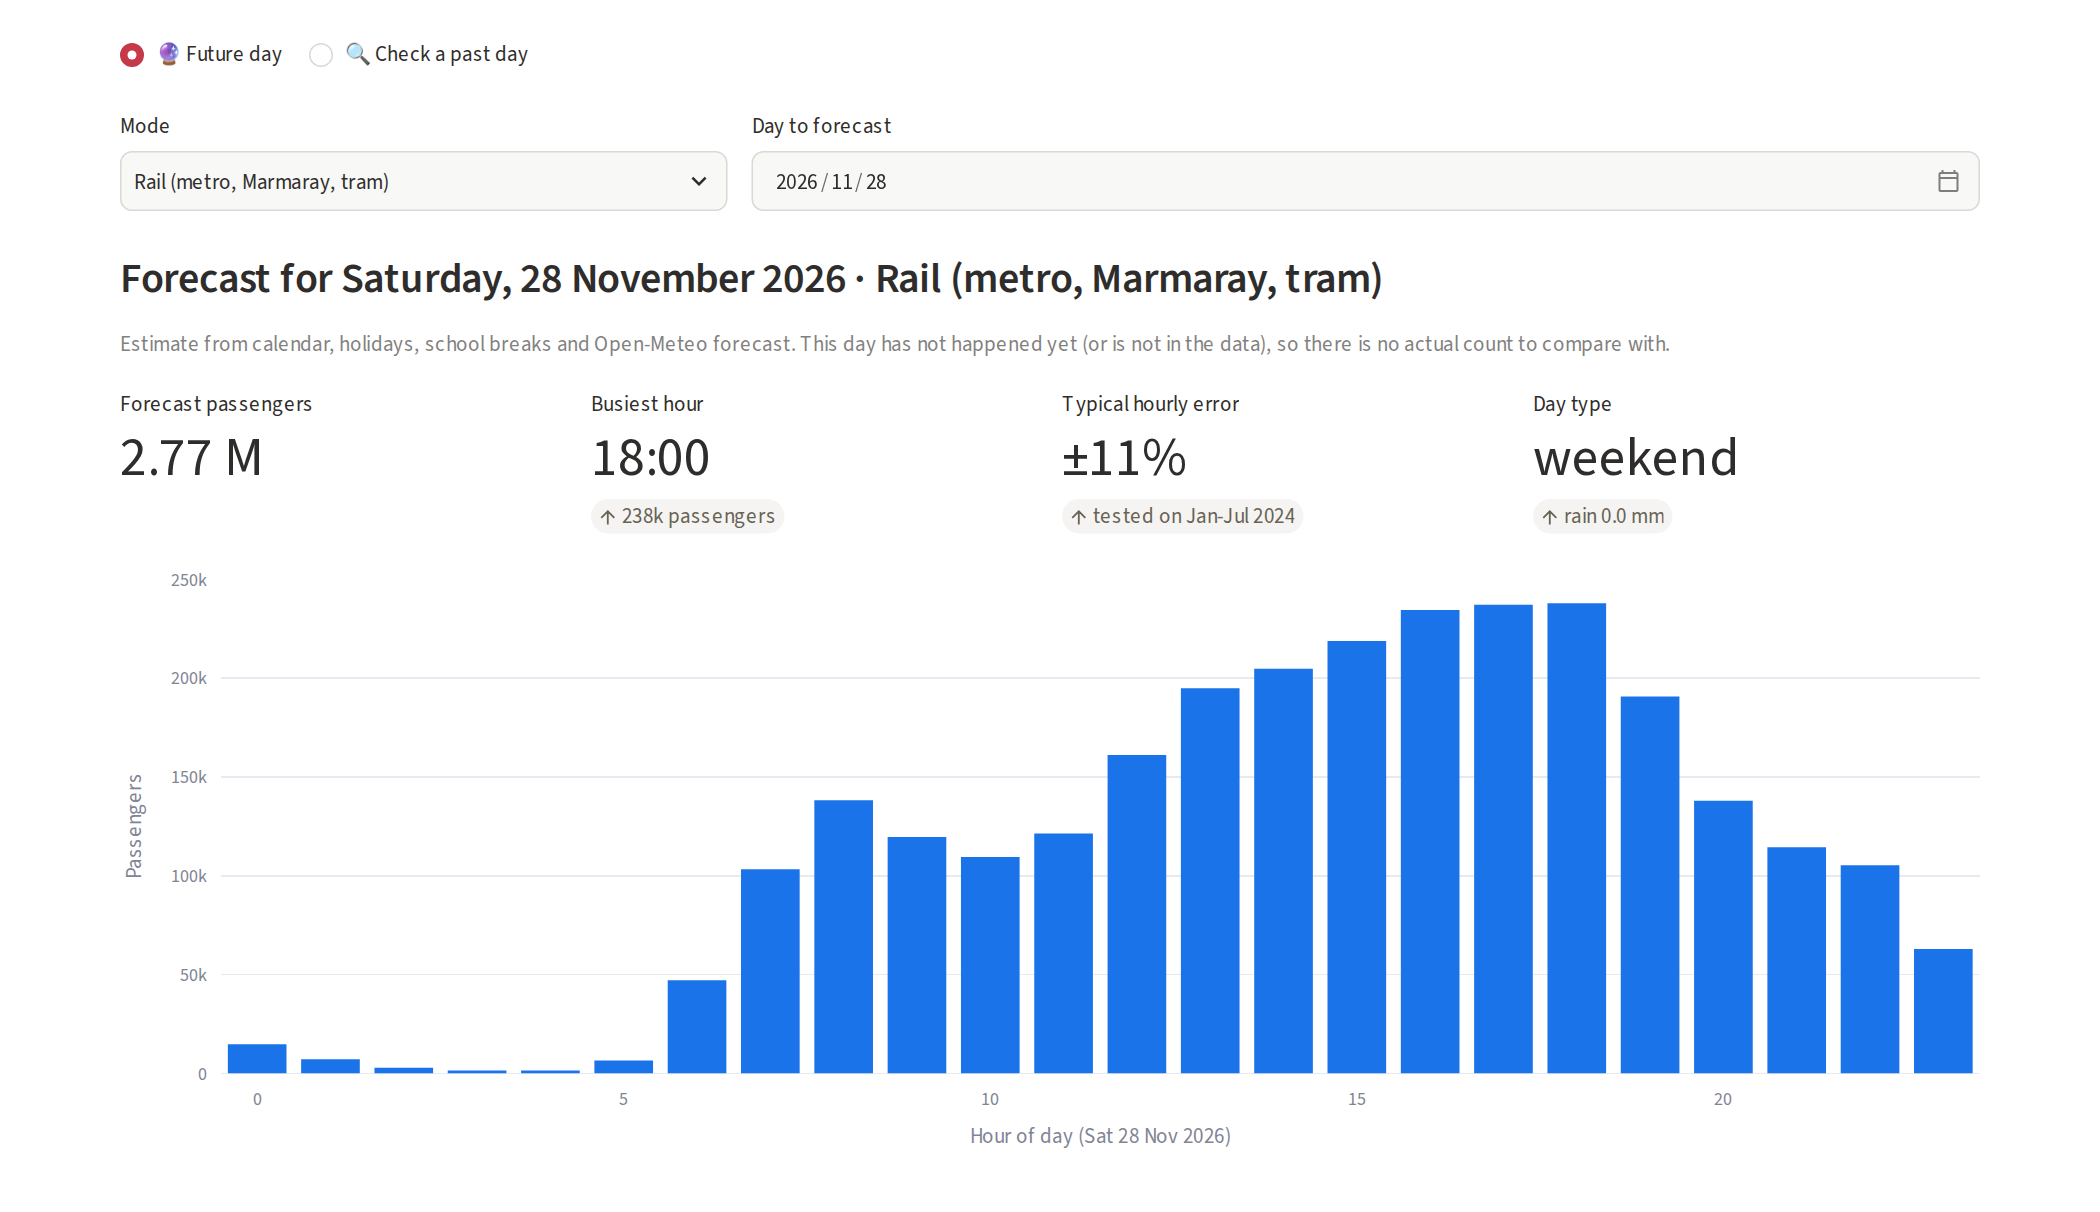 Future day
Check a past day
Mode
Day to forecast
Rail (metro, Marmaray, tram)
2026/11/28
Forecast for Saturday, 28 November 2026 · Rail (metro, Marmaray, tram)
Estimate from calendar, holidays, school breaks and Open-Meteo forecast. This day has not happened yet (or is not in the data), so there is no actual count to compare with.
Forecast passengers
2.77 M
Busiest hour
18:00
↑ 238k passengers
Typical hourly error
±11%
↑ tested on Jan-Jul 2024
Day type
weekend
↑ rain 0.0 mm
Passengers
250k
200k
150k
100k
50k
0
0 5 10 15 20
Hour of day (Sat 28 Nov 2026)